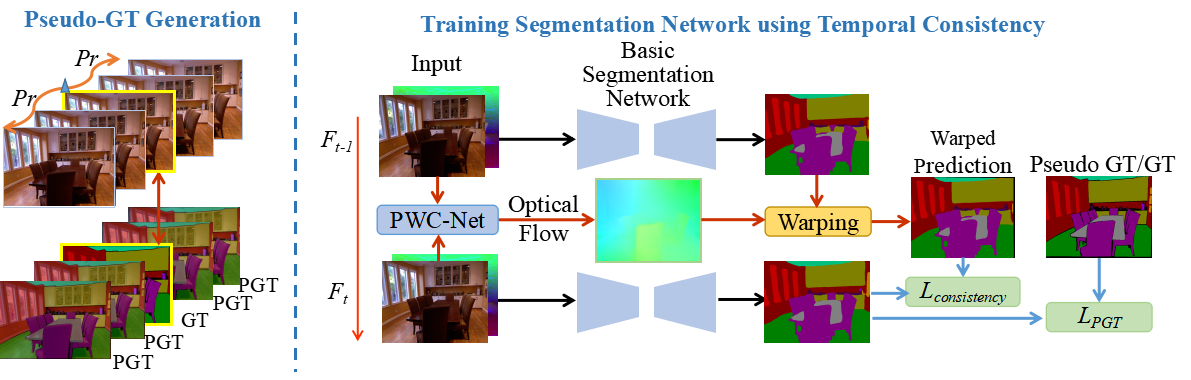 Pseudo-GT Generation
Pr
Pr
PGT
PGT
GT
PGT
PGT
Training Segmentation Network using Temporal Consistency
Input
Basic
Segmentation
Network
F_{t-1}
PWC-Net
Optical
Flow
Warping
Warped
Prediction
Pseudo GT/GT
F_t
L_{consistency}
L_{PGT}